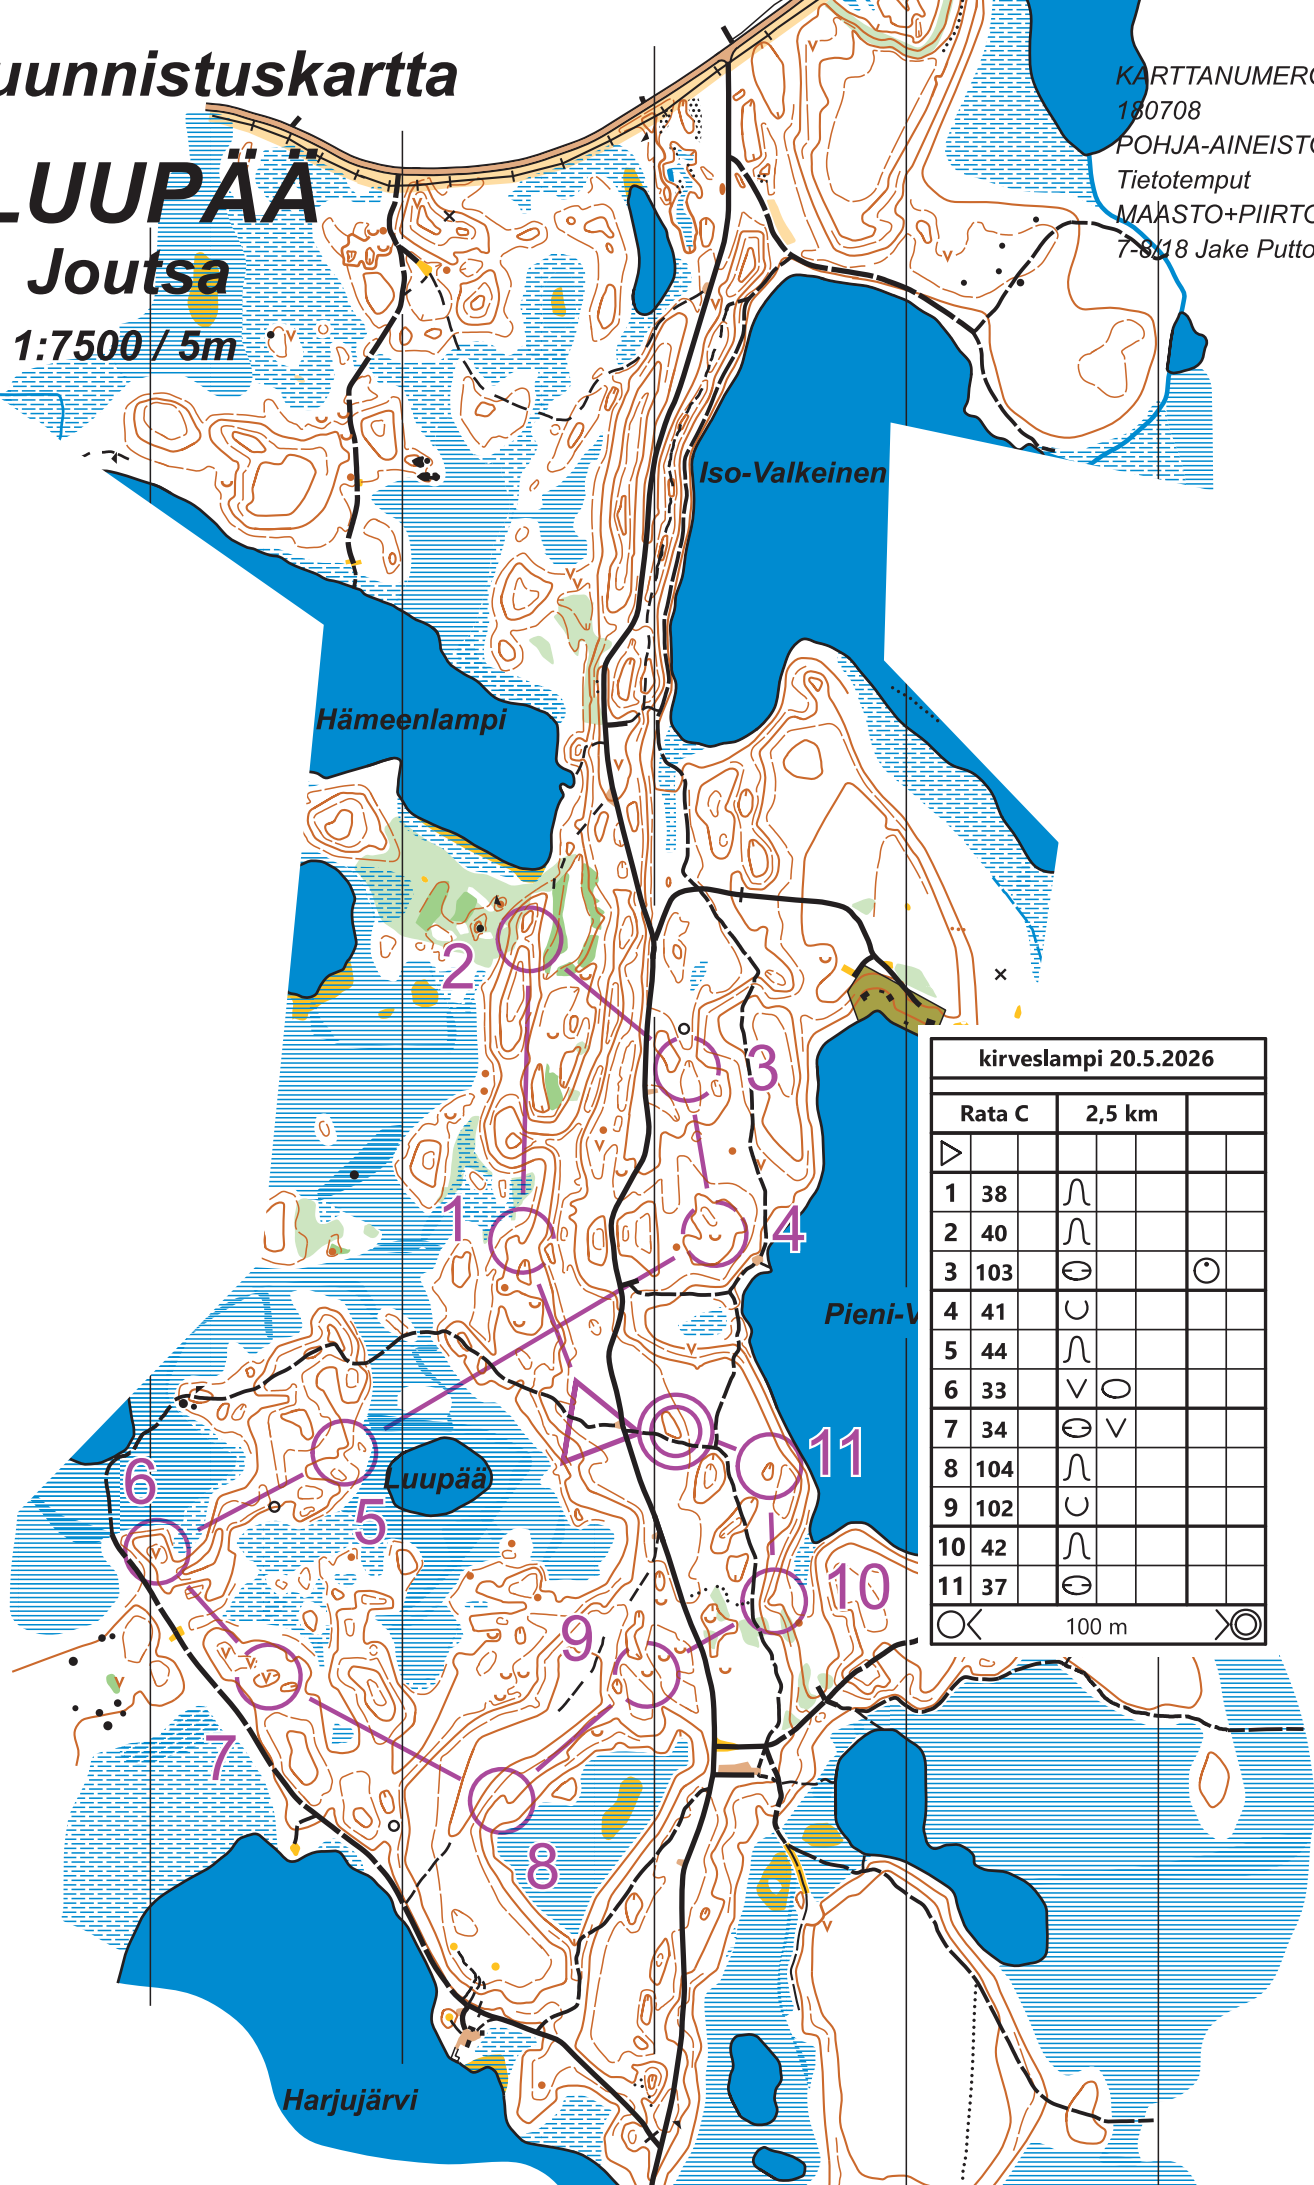 uunnistuskartta
LUUPÄÄ
Joutsa
1:7500 / 5m
KARTTANUMERO
180708
POHJA-AINEISTO
Tietotemput
MAASTO+PIIRTO
7-8/18 Jake Putto
Iso-Valkeinen
Hämeenlampi
2
3
1
4
Pieni-V
11
6
Luupää
5
10
9
7
8
Harjujärvi
kirveslampi 20.5.2026
Rata C 2,5 km
1 38
2 40
3 103
4 41
5 44
6 33
7 34
8 104
9 102
10 42
11 37
100 m